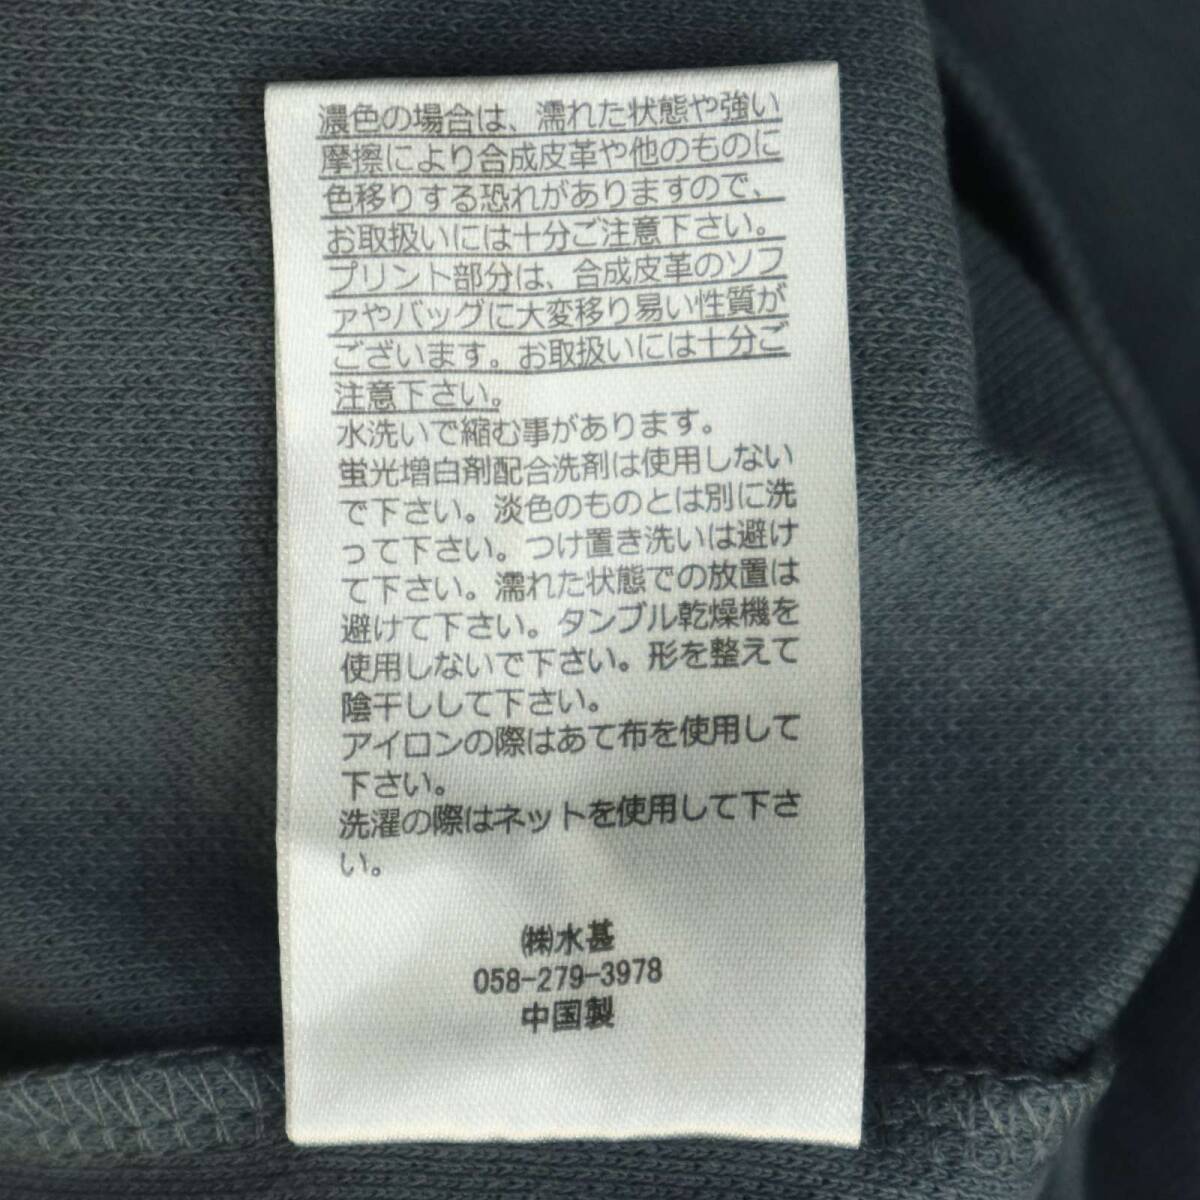 濃色の場合は、濡れた状態や強い
摩擦により合成皮革や他のものに
色移りする恐れがありますので、
お取扱いには十分ご注意下さい。
プリント部分は、合成皮革のソフ
ァやバッグに大変移り易い性質が
ございます。お取扱いには十分ご
注意下さい。
水洗いで縮む事があります。
蛍光増白剤配合洗剤は使用しない
で下さい。淡色のものとは別に洗
って下さい。つけ置き洗いは避け
て下さい。濡れた状態での放置は
避けて下さい。タンブル乾燥機を
使用しないで下さい。形を整えて
陰干しして下さい。
アイロンの際はあて布を使用して
下さい。
洗濯の際はネットを使用して下さ
い。
㈱水甚
058-279-3978
中国製